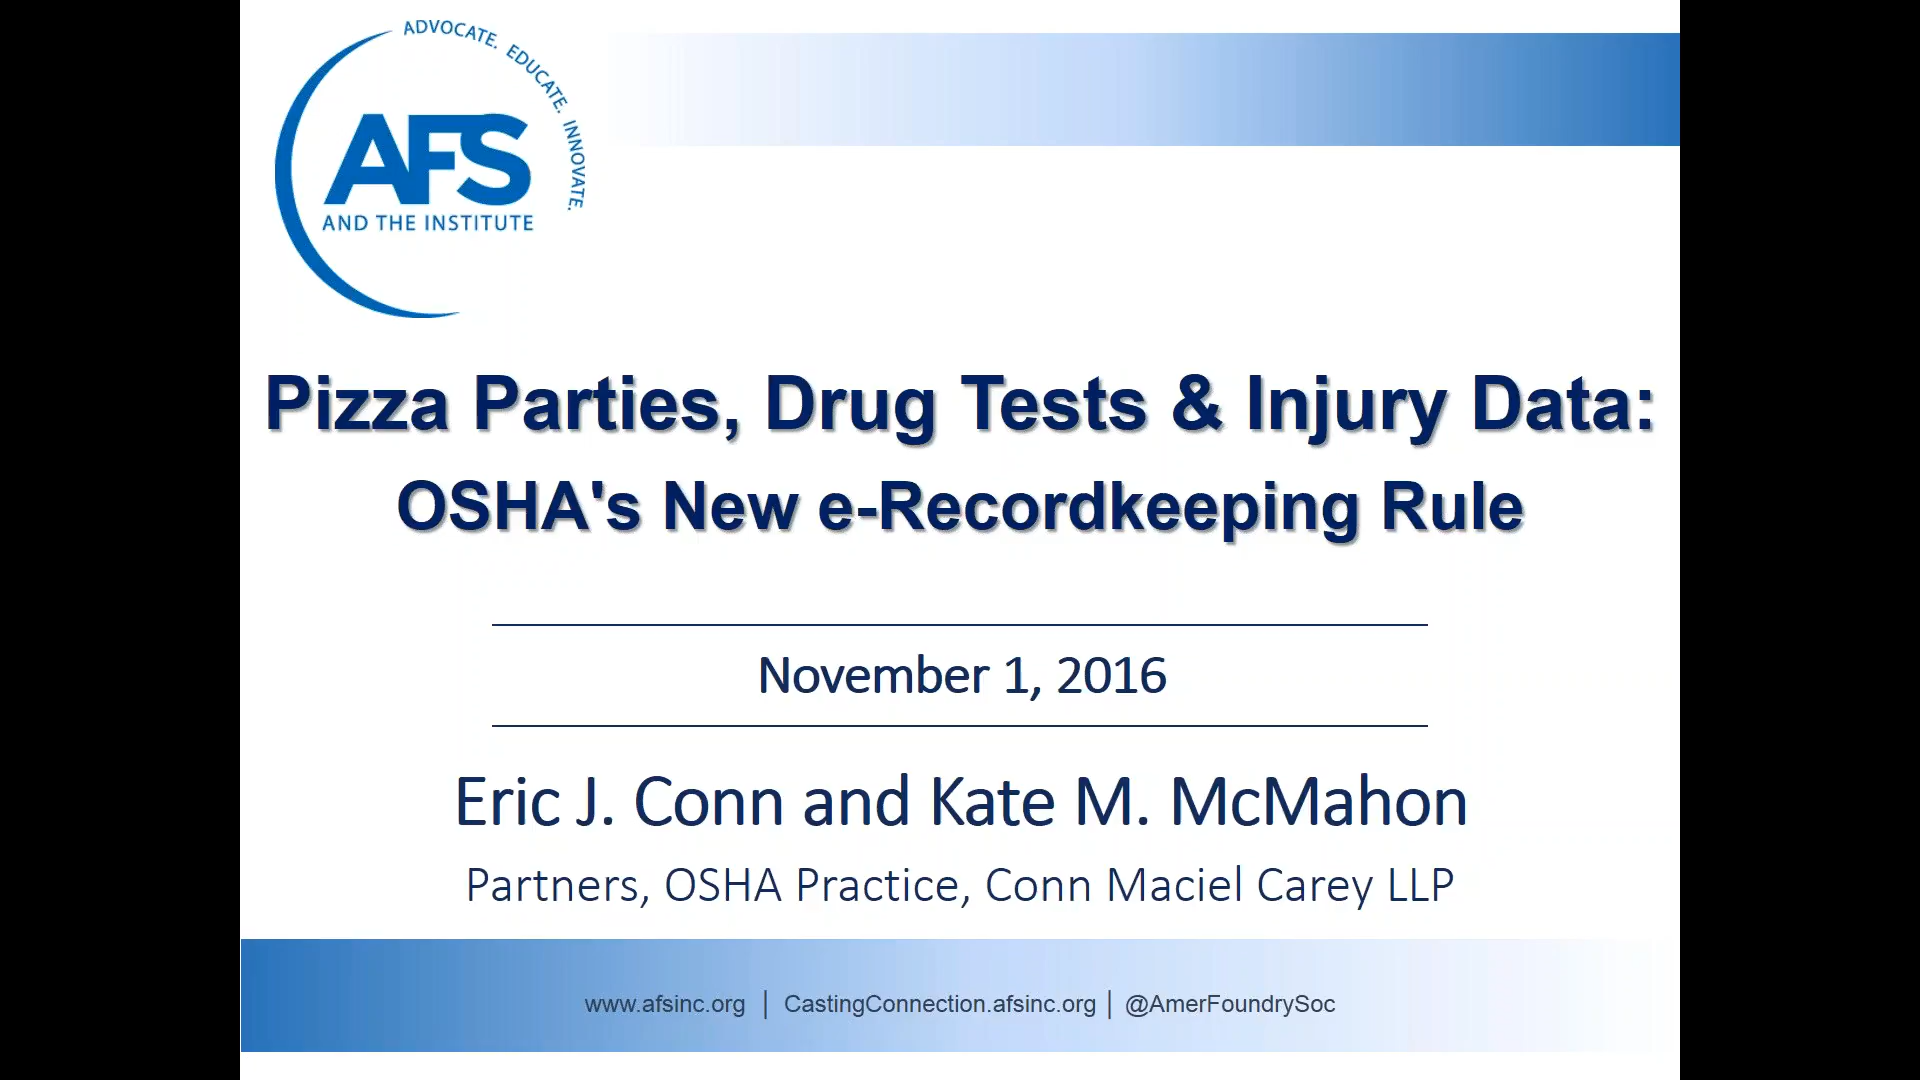 ADVOCATE. EDUCATE. INNOVATE.
AFS
AND THE INSTITUTE
Pizza Parties, Drug Tests & Injury Data:
OSHA's New e-Recordkeeping Rule
November 1, 2016
Eric J. Conn and Kate M. McMahon
Partners, OSHA Practice, Conn Maciel Carey LLP
www.afsinc.org | CastingConnection.afsinc.org | @AmerFoundrySoc